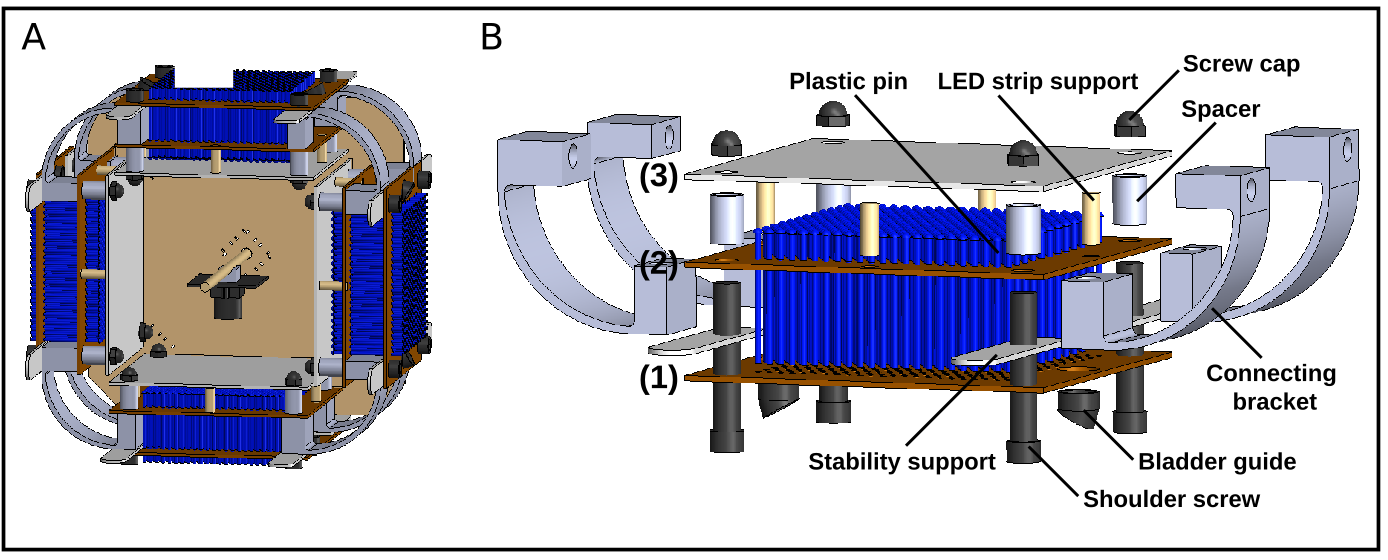 A
B
Screw cap
Plastic pin
LED strip support
Spacer
(3)
(2)
(1)
Connecting
bracket
Stability support
Bladder guide
Shoulder screw